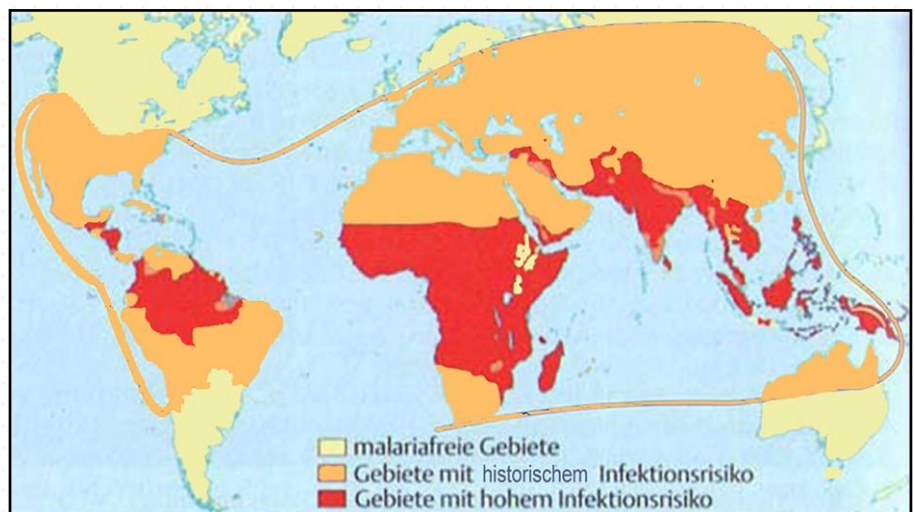 malariafreie Gebiete
Gebiete mit historischem Infektionsrisiko
Gebiete mit hohem Infektionsrisiko